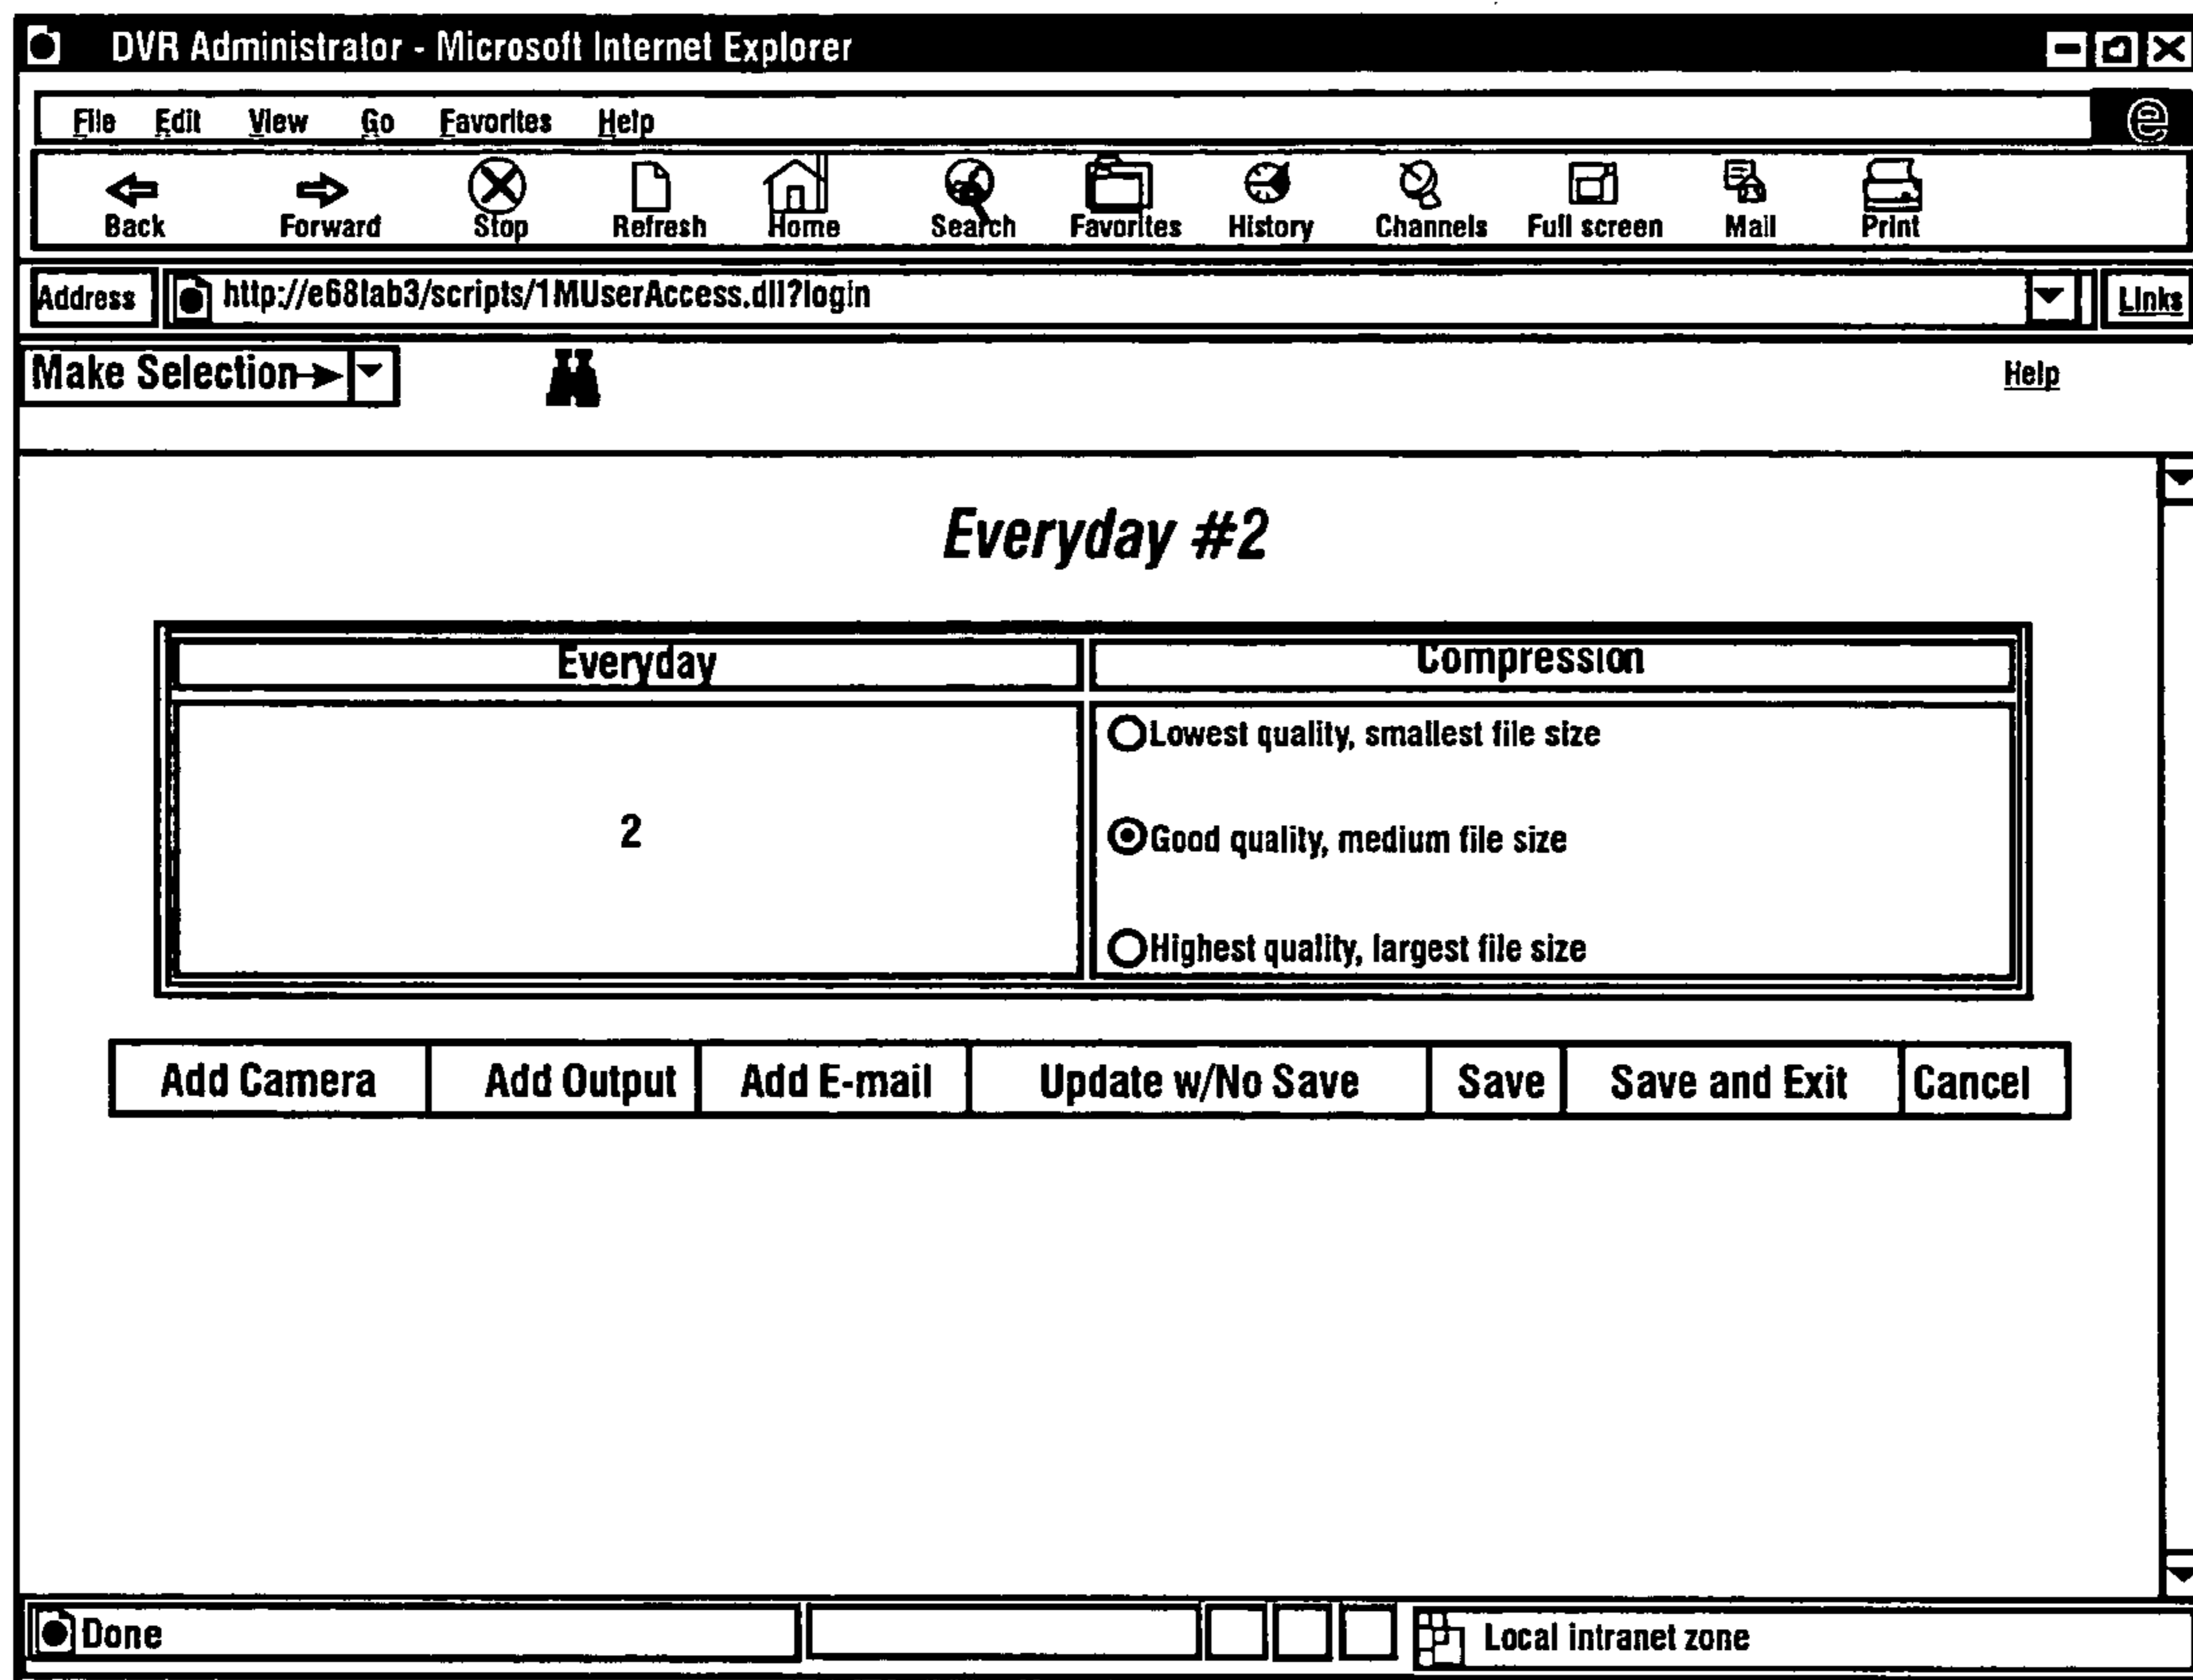 DVR Administrator - Microsoft Internet Explorer
File Edit View Go Favorites Help
Back Forward Stop Refresh Home Search Favorites History Channels Full screen Mail Print
Address http://e68lab3/scripts/1MUserAccess.dll?login Links
Make Selection Help
Everyday #2
Everyday Compression
Lowest quality, smallest file size
2 Good quality, medium file size
Highest quality, largest file size
Add Camera Add Output Add E-mail Update w/No Save Save Save and Exit Cancel
Done Local intranet zone